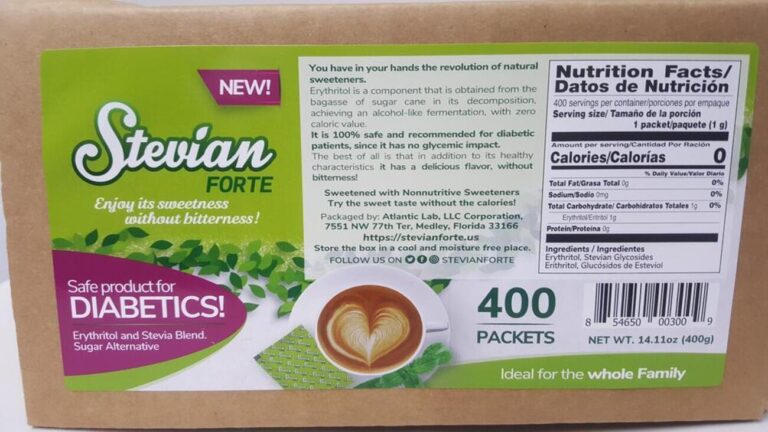 NEW!
Stevian
FORTE
Enjoy its sweetness
without bitterness!
Safe product for
DIABETICS!
Erythritol and Stevia Blend.
Sugar Alternative
You have in your hands the revolution of natural
sweeteners.
Erythritol is a component that is obtained from the
bagasse of sugar cane in its decomposition,
achieving an alcohol-like fermentation, with zero
caloric value.
It is 100% safe and recommended for diabetic
patients, since it has no glycemic impact.
The best of all is that in addition to its healthy
characteristics it has a delicious flavor, without
bitterness!
Sweetened with Nonnutritive Sweeteners
Try the sweet taste without the calories!
Packaged by: Atlantic Lab, LLC Corporation,
7551 NW 77th Ter, Medley, Florida 33166
https://stevianforte.us
Store the box in a cool and moisture free place.
FOLLOW US ON STEVIANFORTE
Nutrition Facts/
Datos de Nutrición
400 servings per container/porciones por empaque
Serving size/ Tamaño de la porción
1 packet/paquete (1 g)
Amount per serving/Cantidad Por Ración
Calories/Calorías 0
% Daily Value/Valor Diario
Total Fat/Grasa Total 0g 0%
Sodium/Sodio 0mg 0%
Total Carbohydrate/ Carbohidratos Totales 1g 0%
Erythritol/Eritritol 1g
Protein/Proteína 0g
Ingredients / Ingredientes
Erythritol, Stevian Glycosides
Erithritol, Glucósidos de Esteviol
400
PACKETS
8 54650 00300 9
NET WT. 14.11oz (400g)
Ideal for the whole Family